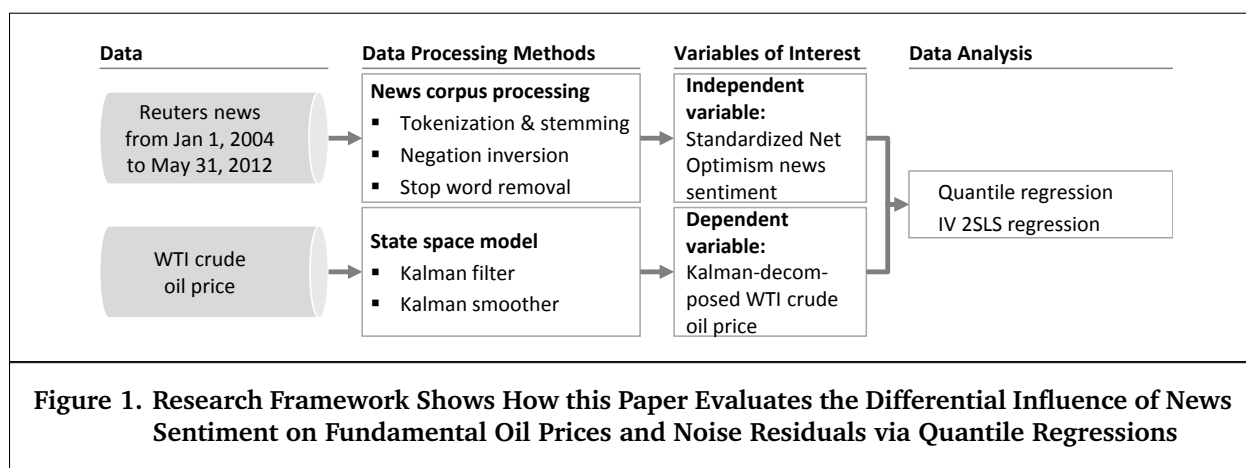 Data
Data Processing Methods
Variables of Interest
Data Analysis
Reuters news
from Jan 1, 2004
to May 31, 2012
News corpus processing
▪ Tokenization & stemming
▪ Negation inversion
▪ Stop word removal
Independent
variable:
Standardized Net
Optimism news
sentiment
WTI crude
oil price
State space model
▪ Kalman filter
▪ Kalman smoother
Dependent
variable:
Kalman-decom-
posed WTI crude
oil price
Quantile regression
IV 2SLS regression
Figure 1. Research Framework Shows How this Paper Evaluates the Differential Influence of News
Sentiment on Fundamental Oil Prices and Noise Residuals via Quantile Regressions